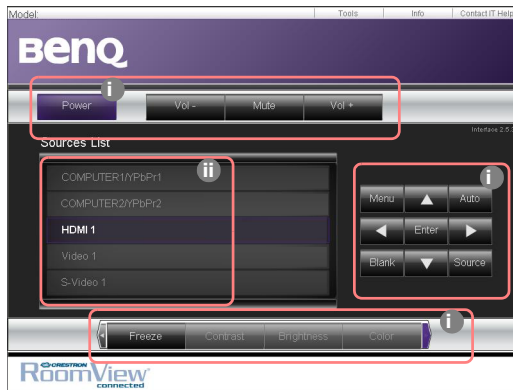 Model:
Tools Info Contact IT Help
BenQ
i
Power Vol - Mute Vol +
Interface 2.5.
Sources List
COMPUTER1/YPbPr1
ii
COMPUTER2/YPbPr2
HDMI 1
Video 1
S-Video 1
i
Menu Auto
Enter
Blank Source
i
Freeze Contrast Brightness Color
CRESTRON
RoomView
connected